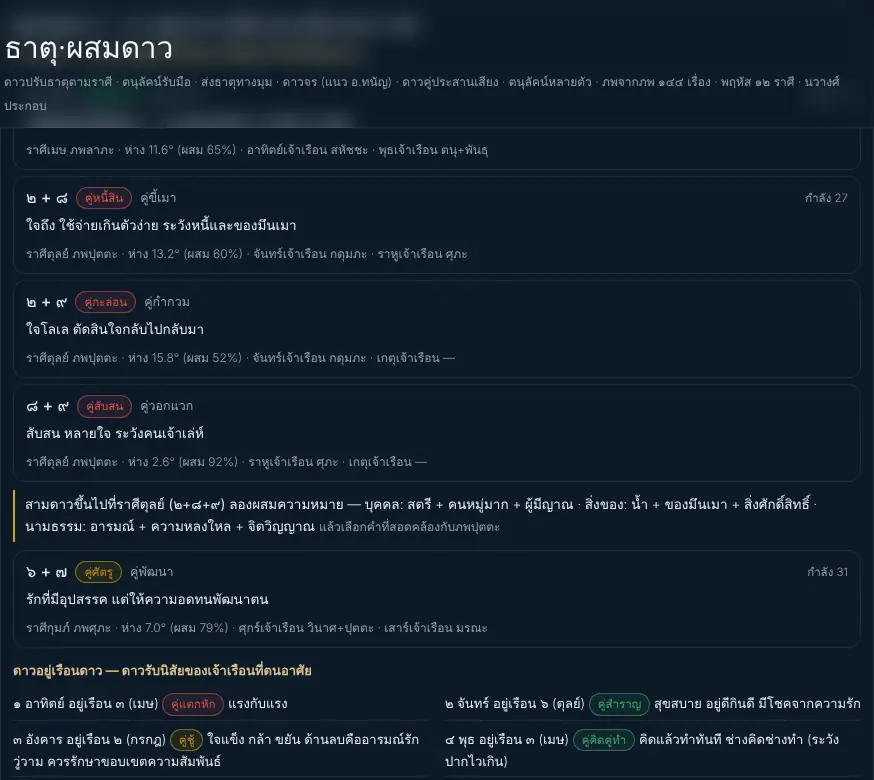 ธาตุ·ผสมดาว
ดาวปรับธาตุตามราศี · ตนุลัคน์รับมือ · ส่งธาตุทางมุม · ดาวจร (แนว อ.ทนัญ) · ดาวคู่ประสานเสียง · ตนุลัคน์หลายตัว · ภพจากภพ ๑๔๔ เรื่อง · พฤหัส ๑๒ ราศี · นวางศ์
ประกอบ
ราศีเมษ ภพลาภะ · ห่าง 11.6° (ผสม 65%) · อาทิตย์เจ้าเรือน สหัชชะ · พุธเจ้าเรือน ตนุ+พันธุ
๒ + ๘ คู่หนี้สิน คู่ขี้เมา กำลัง 27
ใจถึง ใช้จ่ายเกินตัวง่าย ระวังหนี้และของมึนเมา
ราศีตุลย์ ภพปุตตะ · ห่าง 13.2° (ผสม 60%) · จันทร์เจ้าเรือน กดุมภะ · ราหูเจ้าเรือน ศุภะ
๒ + ๙ คู่กะล่อน คู่กำกวม
ใจโลเล ตัดสินใจกลับไปกลับมา
ราศีตุลย์ ภพปุตตะ · ห่าง 15.8° (ผสม 52%) · จันทร์เจ้าเรือน กดุมภะ · เกตุเจ้าเรือน —
๘ + ๙ คู่สับสน คู่วอกแวก
สับสน หลายใจ ระวังคนเจ้าเล่ห์
ราศีตุลย์ ภพปุตตะ · ห่าง 2.6° (ผสม 92%) · ราหูเจ้าเรือน ศุภะ · เกตุเจ้าเรือน —
สามดาวขึ้นไปที่ราศีตุลย์ (๒+๘+๙) ลองผสมความหมาย — บุคคล: สตรี + คนหมู่มาก + ผู้มีญาณ · สิ่งของ: น้ำ + ของมึนเมา + สิ่งศักดิ์สิทธิ์ ·
นามธรรม: อารมณ์ + ความหลงใหล + จิตวิญญาณ แล้วเลือกคำที่สอดคล้องกับภพปุตตะ
๖ + ๗ คู่ศัตรู คู่พัฒนา กำลัง 31
รักที่มีอุปสรรค แต่ให้ความอดทนพัฒนาตน
ราศีกุมภ์ ภพศุภะ · ห่าง 7.0° (ผสม 79%) · ศุกร์เจ้าเรือน วินาศ+ปุตตะ · เสาร์เจ้าเรือน มรณะ
ดาวอยู่เรือนดาว — ดาวรับนิสัยของเจ้าเรือนที่ตนอาศัย
๑ อาทิตย์ อยู่เรือน ๓ (เมษ) คู่แตกหัก แรงกับแรง
๒ จันทร์ อยู่เรือน ๖ (ตุลย์) คู่สำราญ สุขสบาย อยู่ดีกินดี มีโชคจากความรัก
๓ อังคาร อยู่เรือน ๒ (กรกฎ) คู่ชู้ ใจแข็ง กล้า ขยัน ด้านลบคืออารมณ์รัก
วู่วาม ควรรักษาขอบเขตความสัมพันธ์
๔ พุธ อยู่เรือน ๓ (เมษ) คู่คิดคู่ทำ คิดแล้วทำทันที ช่างคิดช่างทำ (ระวัง
ปากไวเกิน)